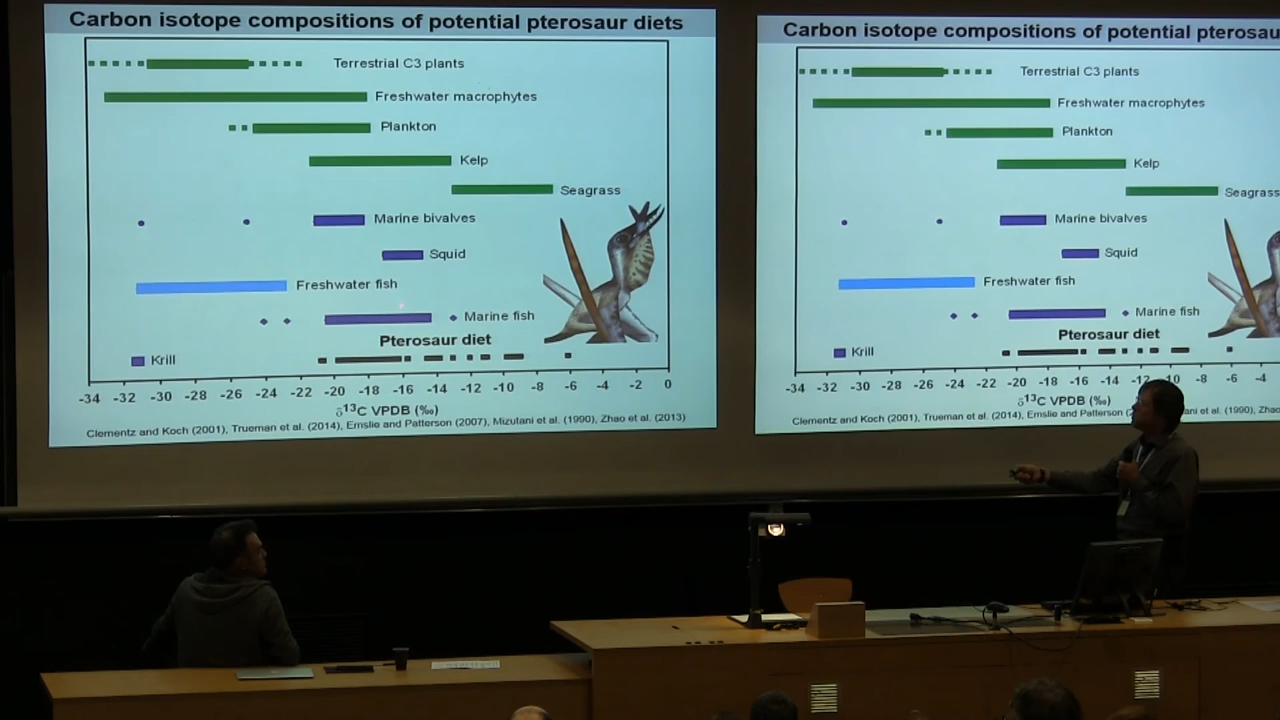 Carbon isotope compositions of potential pterosaur diets
Terrestrial C3 plants
Freshwater macrophytes
Plankton
Kelp
Seagrass
Marine bivalves
Squid
Freshwater fish
Marine fish
Pterosaur diet
Krill
-34 -32 -30 -28 -26 -24 -22 -20 -18 -16 -14 -12 -10 -8 -6 -4 -2 0
δ13C VPDB (‰)
Clementz and Koch (2001), Trueman et al. (2014), Emslie and Patterson (2007), Mizutani et al. (1990), Zhao et al. (2013)
Carbon isotope compositions of potential pterosau
Terrestrial C3 plants
Freshwater macrophytes
Plankton
Kelp
Seagrass
Marine bivalves
Squid
Freshwater fish
Marine fish
Pterosaur diet
Krill
-34 -32 -30 -28 -26 -24 -22 -20 -18 -16 -14 -12 -10 -8 -6 -4
δ13C VPDB (‰)
Clementz and Koch (2001), Trueman et al. (2014), Emslie and Patterson (2 ani et al. (1990), Zha